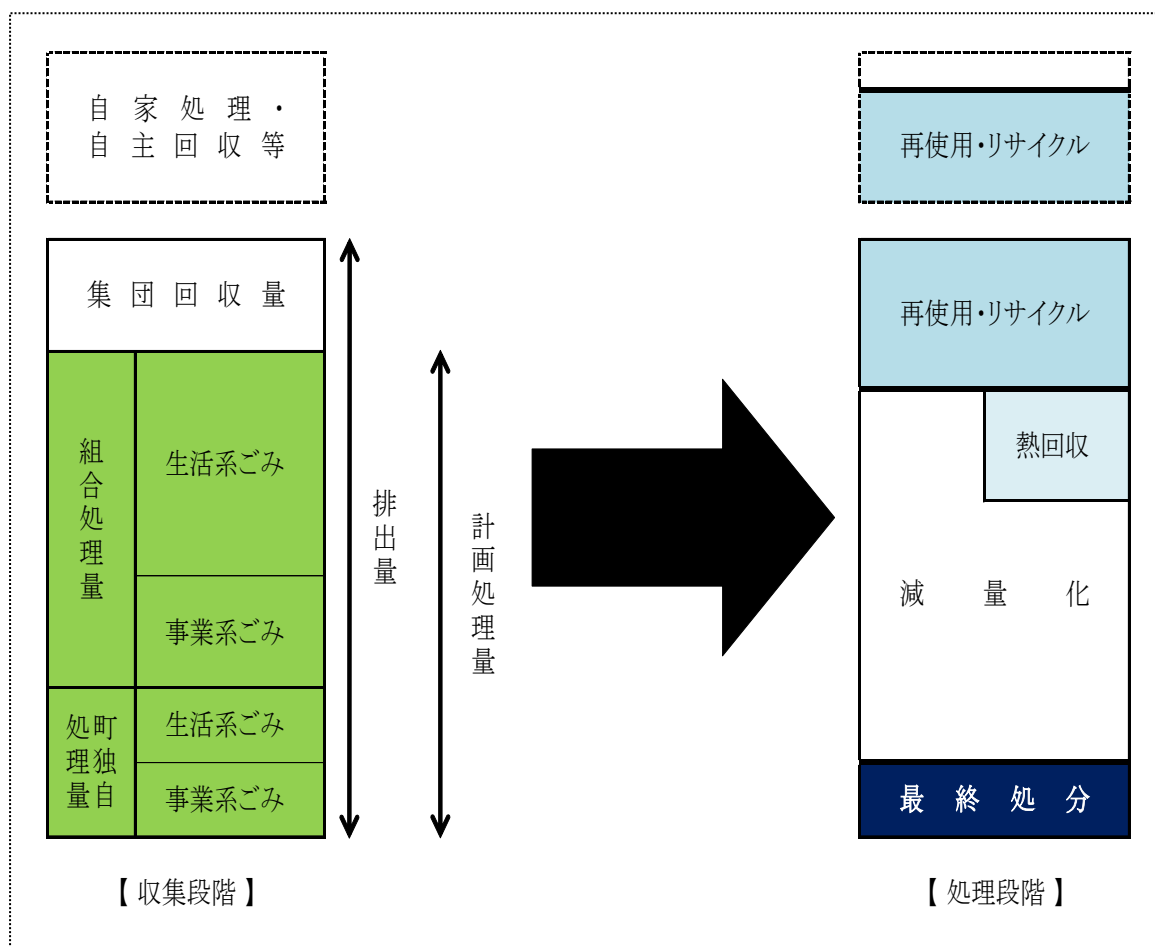 自家処理・
自主回収等
集団回収量
組合処理量
生活系ごみ
事業系ごみ
町独自
処理量
生活系ごみ
事業系ごみ
排出量
計画処理量
【収集段階】
再使用・リサイクル
再使用・リサイクル
熱回収
減量化
最終処分
【処理段階】